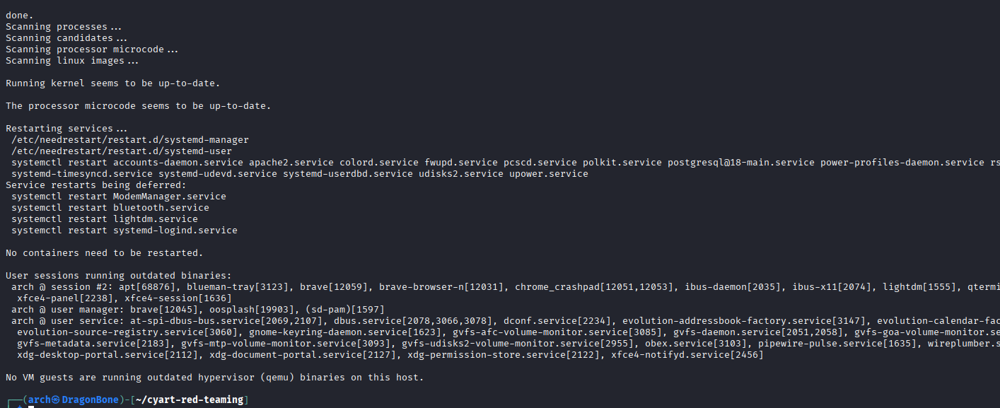 done.
Scanning processes...
Scanning candidates...
Scanning processor microcode...
Scanning linux images...
Running kernel seems to be up-to-date.
The processor microcode seems to be up-to-date.
Restarting services...
/etc/needrestart/restart.d/systemd-manager
/etc/needrestart/restart.d/systemd-user
systemctl restart accounts-daemon.service apache2.service colord.service fwupd.service pcscd.service polkit.service postgresql@18-main.service power-profiles-daemon.service rs
systemd-timesyncd.service systemd-udevd.service systemd-userdbd.service udisks2.service upower.service
Service restarts being deferred:
systemctl restart ModemManager.service
systemctl restart bluetooth.service
systemctl restart lightdm.service
systemctl restart systemd-logind.service
No containers need to be restarted.
User sessions running outdated binaries:
arch @ session #2: apt[68876], blueman-tray[3123], brave[12059], brave-browser-n[12031], chrome_crashpad[12051,12053], ibus-daemon[2035], ibus-x11[2074], lightdm[1555], qtermi
xfce4-panel[2238], xfce4-session[1636]
arch @ user manager: brave[12045], oosplash[19903], (sd-pam)[1597]
arch @ user service: at-spi-dbus-bus.service[2069,2107], dbus.service[2078,3066,3078], dconf.service[2234], evolution-addressbook-factory.service[3147], evolution-calendar-fac
evolution-source-registry.service[3060], gnome-keyring-daemon.service[1623], gvfs-afc-volume-monitor.service[3085], gvfs-daemon.service[2051,2058], gvfs-goa-volume-monitor.se
gvfs-metadata.service[2183], gvfs-mtp-volume-monitor.service[3093], gvfs-udisks2-volume-monitor.service[2955], obex.service[3103], pipewire-pulse.service[1635], wireplumber.s
xdg-desktop-portal.service[2112], xdg-document-portal.service[2127], xdg-permission-store.service[2122], xfce4-notifyd.service[2456]
No VM guests are running outdated hypervisor (qemu) binaries on this host.
┌──(arch㉿DragonBone)-[~/cyart-red-teaming]